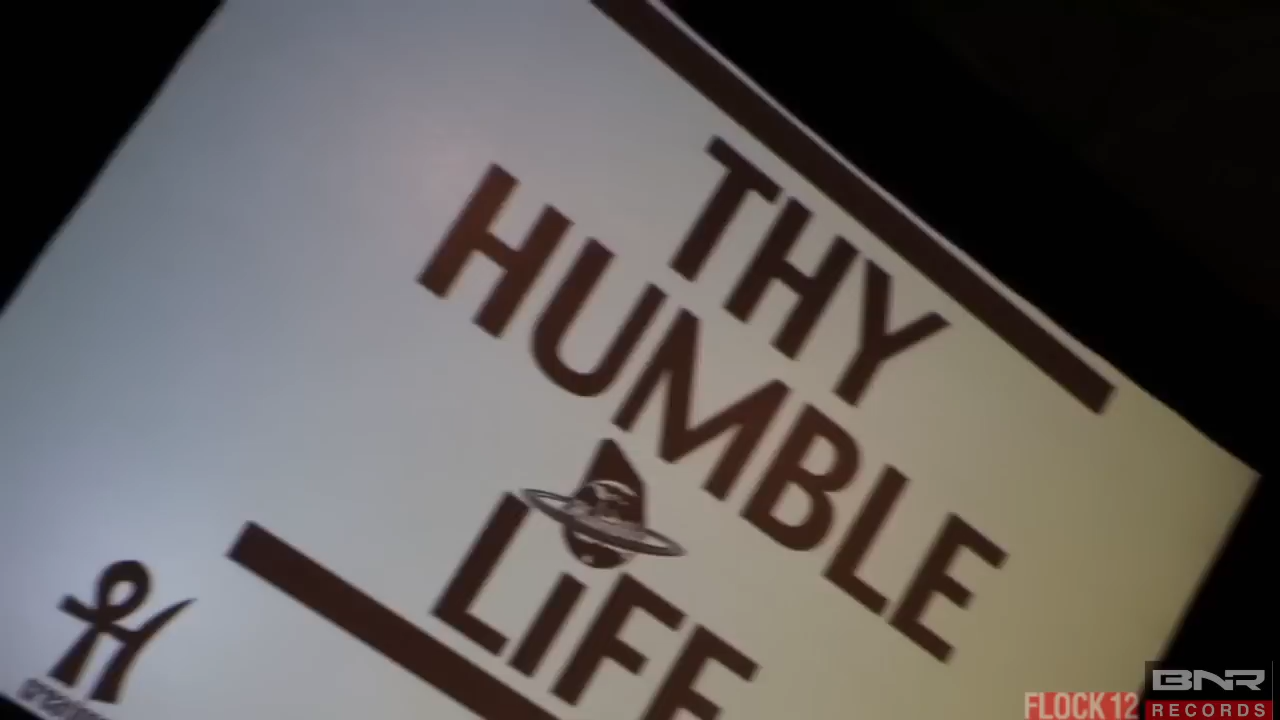 THY
HUMBLE
LiFE
FLOCK12
BNR
RECORDS